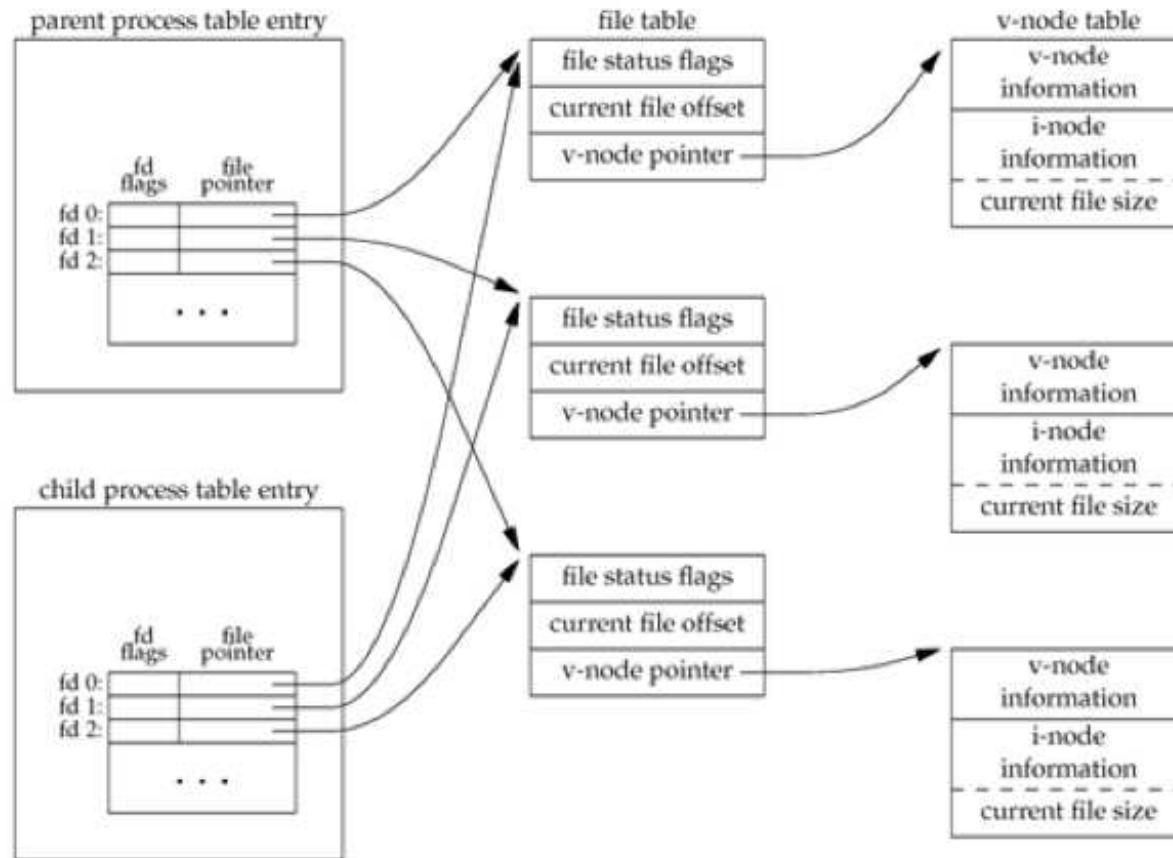 parent process table entry
fd
flags
file
pointer
fd 0:
fd 1:
fd 2:
. . .
child process table entry
fd
flags
file
pointer
fd 0:
fd 1:
fd 2:
. . .
file table
file status flags
current file offset
v-node pointer
file status flags
current file offset
v-node pointer
file status flags
current file offset
v-node pointer
v-node table
v-node
information
i-node
information
current file size
v-node
information
i-node
information
current file size
v-node
information
i-node
information
current file size